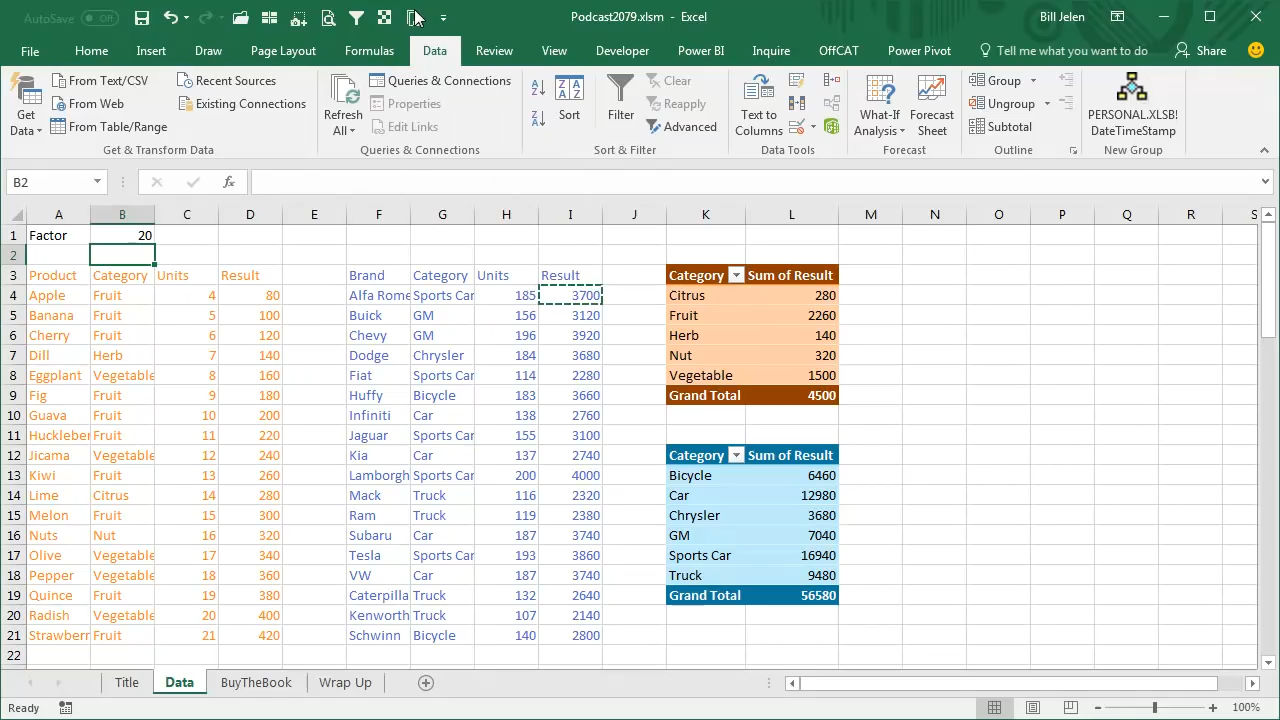 AutoSave Off Podcast2079.xlsm - Excel Bill Jelen
File Home Insert Draw Page Layout Formulas Data Review View Developer Power BI Inquire OffCAT Power Pivot Tell me what you want to do Share
From Text/CSV Recent Sources Queries & Connections Clear Group
From Web Existing Connections Properties Reapply Ungroup
Get Data From Table/Range Refresh All Edit Links Sort Filter Advanced Text to Columns What-If Analysis Forecast Sheet Subtotal PERSONAL.XLSB! DateTimeStamp
Get & Transform Data Queries & Connections Sort & Filter Data Tools Forecast Outline New Group
B2 fx
A B C D E F G H I J K L M N O P Q R S
1 Factor 20
2
3 Product Category Units Result Brand Category Units Result Category Sum of Result
4 Apple Fruit 4 80 Alfa Rome Sports Car 185 3700 Citrus 280
5 Banana Fruit 5 100 Buick GM 156 3120 Fruit 2260
6 Cherry Fruit 6 120 Chevy GM 196 3920 Herb 140
7 Dill Herb 7 140 Dodge Chrysler 184 3680 Nut 320
8 Eggplant Vegetable 8 160 Fiat Sports Car 114 2280 Vegetable 1500
9 Fig Fruit 9 180 Huffy Bicycle 183 3660 Grand Total 4500
10 Guava Fruit 10 200 Infiniti Car 138 2760
11 Huckleber Fruit 11 220 Jaguar Sports Car 155 3100
12 Jicama Vegetable 12 240 Kia Car 137 2740 Category Sum of Result
13 Kiwi Fruit 13 260 Lamborgh Sports Car 200 4000 Bicycle 6460
14 Lime Citrus 14 280 Mack Truck 116 2320 Car 12980
15 Melon Fruit 15 300 Ram Truck 119 2380 Chrysler 3680
16 Nuts Nut 16 320 Subaru Car 187 3740 GM 7040
17 Olive Vegetable 17 340 Tesla Sports Car 193 3860 Sports Car 16940
18 Pepper Vegetable 18 360 VW Car 187 3740 Truck 9480
19 Quince Fruit 19 380 Caterpilla Truck 132 2640 Grand Total 56580
20 Radish Vegetable 20 400 Kenworth Truck 107 2140
21 Strawberr Fruit 21 420 Schwinn Bicycle 140 2800
22
Title Data BuyTheBook Wrap Up
Ready 100%